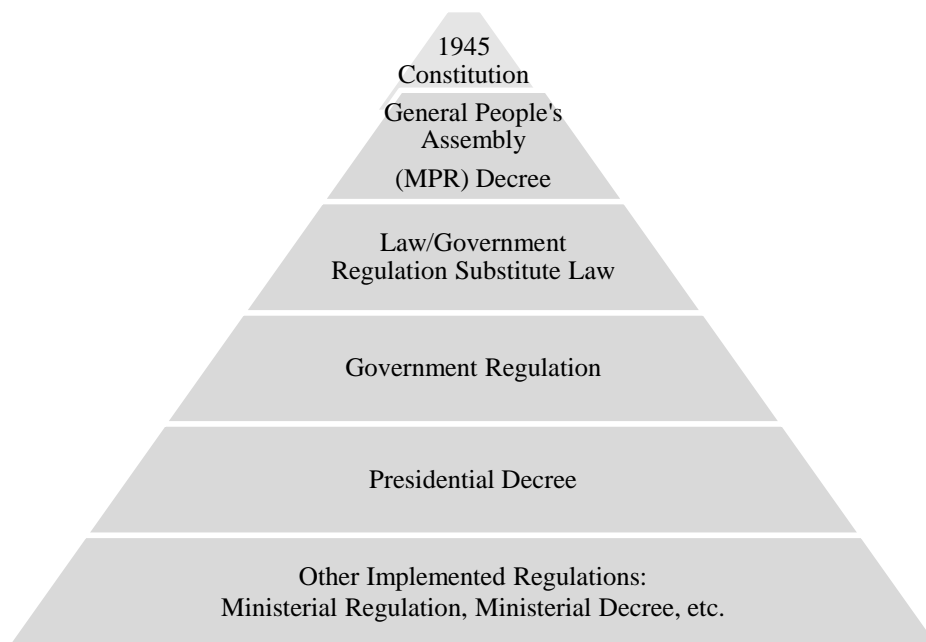 1945
Constitution
General People's
Assembly
(MPR) Decree
Law/Government
Regulation Substitute Law
Government Regulation
Presidential Decree
Other Implemented Regulations:
Ministerial Regulation, Ministerial Decree, etc.